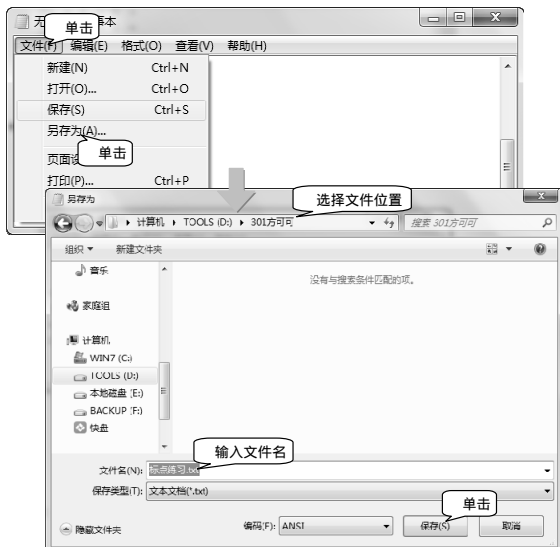 单击
文件(F) 编辑(E) 格式(O) 查看(V) 帮助(H)
新建(N) Ctrl+N
打开(O)... Ctrl+O
保存(S) Ctrl+S
另存为(A)...
单击
打印(P)... Ctrl+P
另存为
选择文件位置
计算机 TOOLS (D:) 301方可可
搜索 301方可可
组织 新建文件夹
音乐
没有与搜索条件匹配的项。
家庭组
计算机
WIN7 (C:)
TOOLS (D:)
本地磁盘 (E:)
BACKUP (F:)
快盘
输入文件名
文件名(N): 标点练习.txt
保存类型(T): 文本文档(*.txt)
单击
隐藏文件夹
编码(F): ANSI
保存(S)
取消